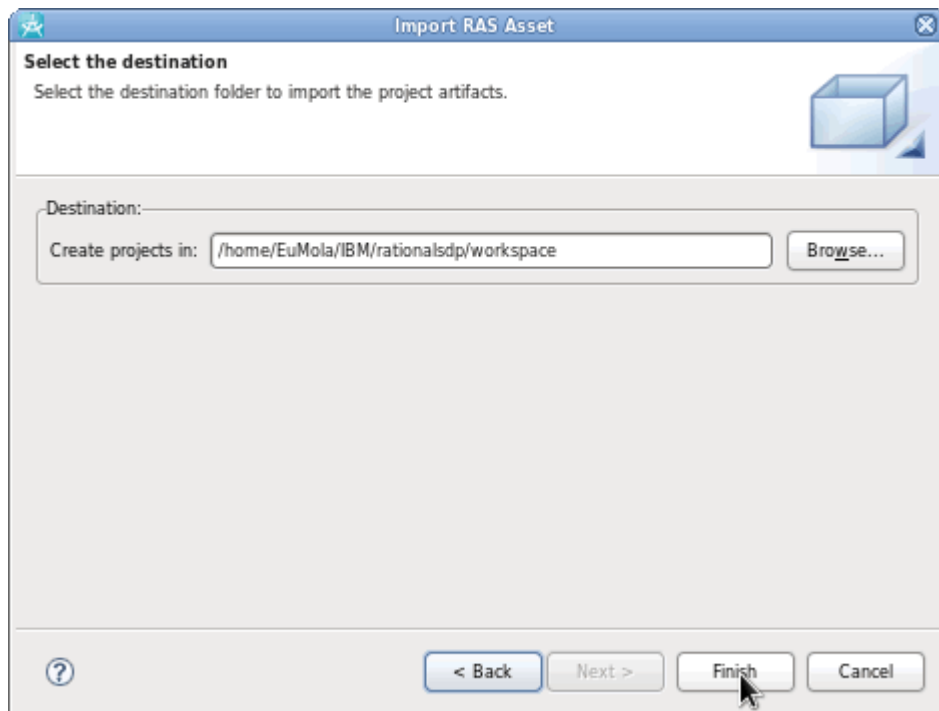 Import RAS Asset
Select the destination
Select the destination folder to import the project artifacts.
Destination:
Create projects in: /home/EuMola/IBM/rationalsdp/workspace Browse...
? < Back Next > Finish Cancel